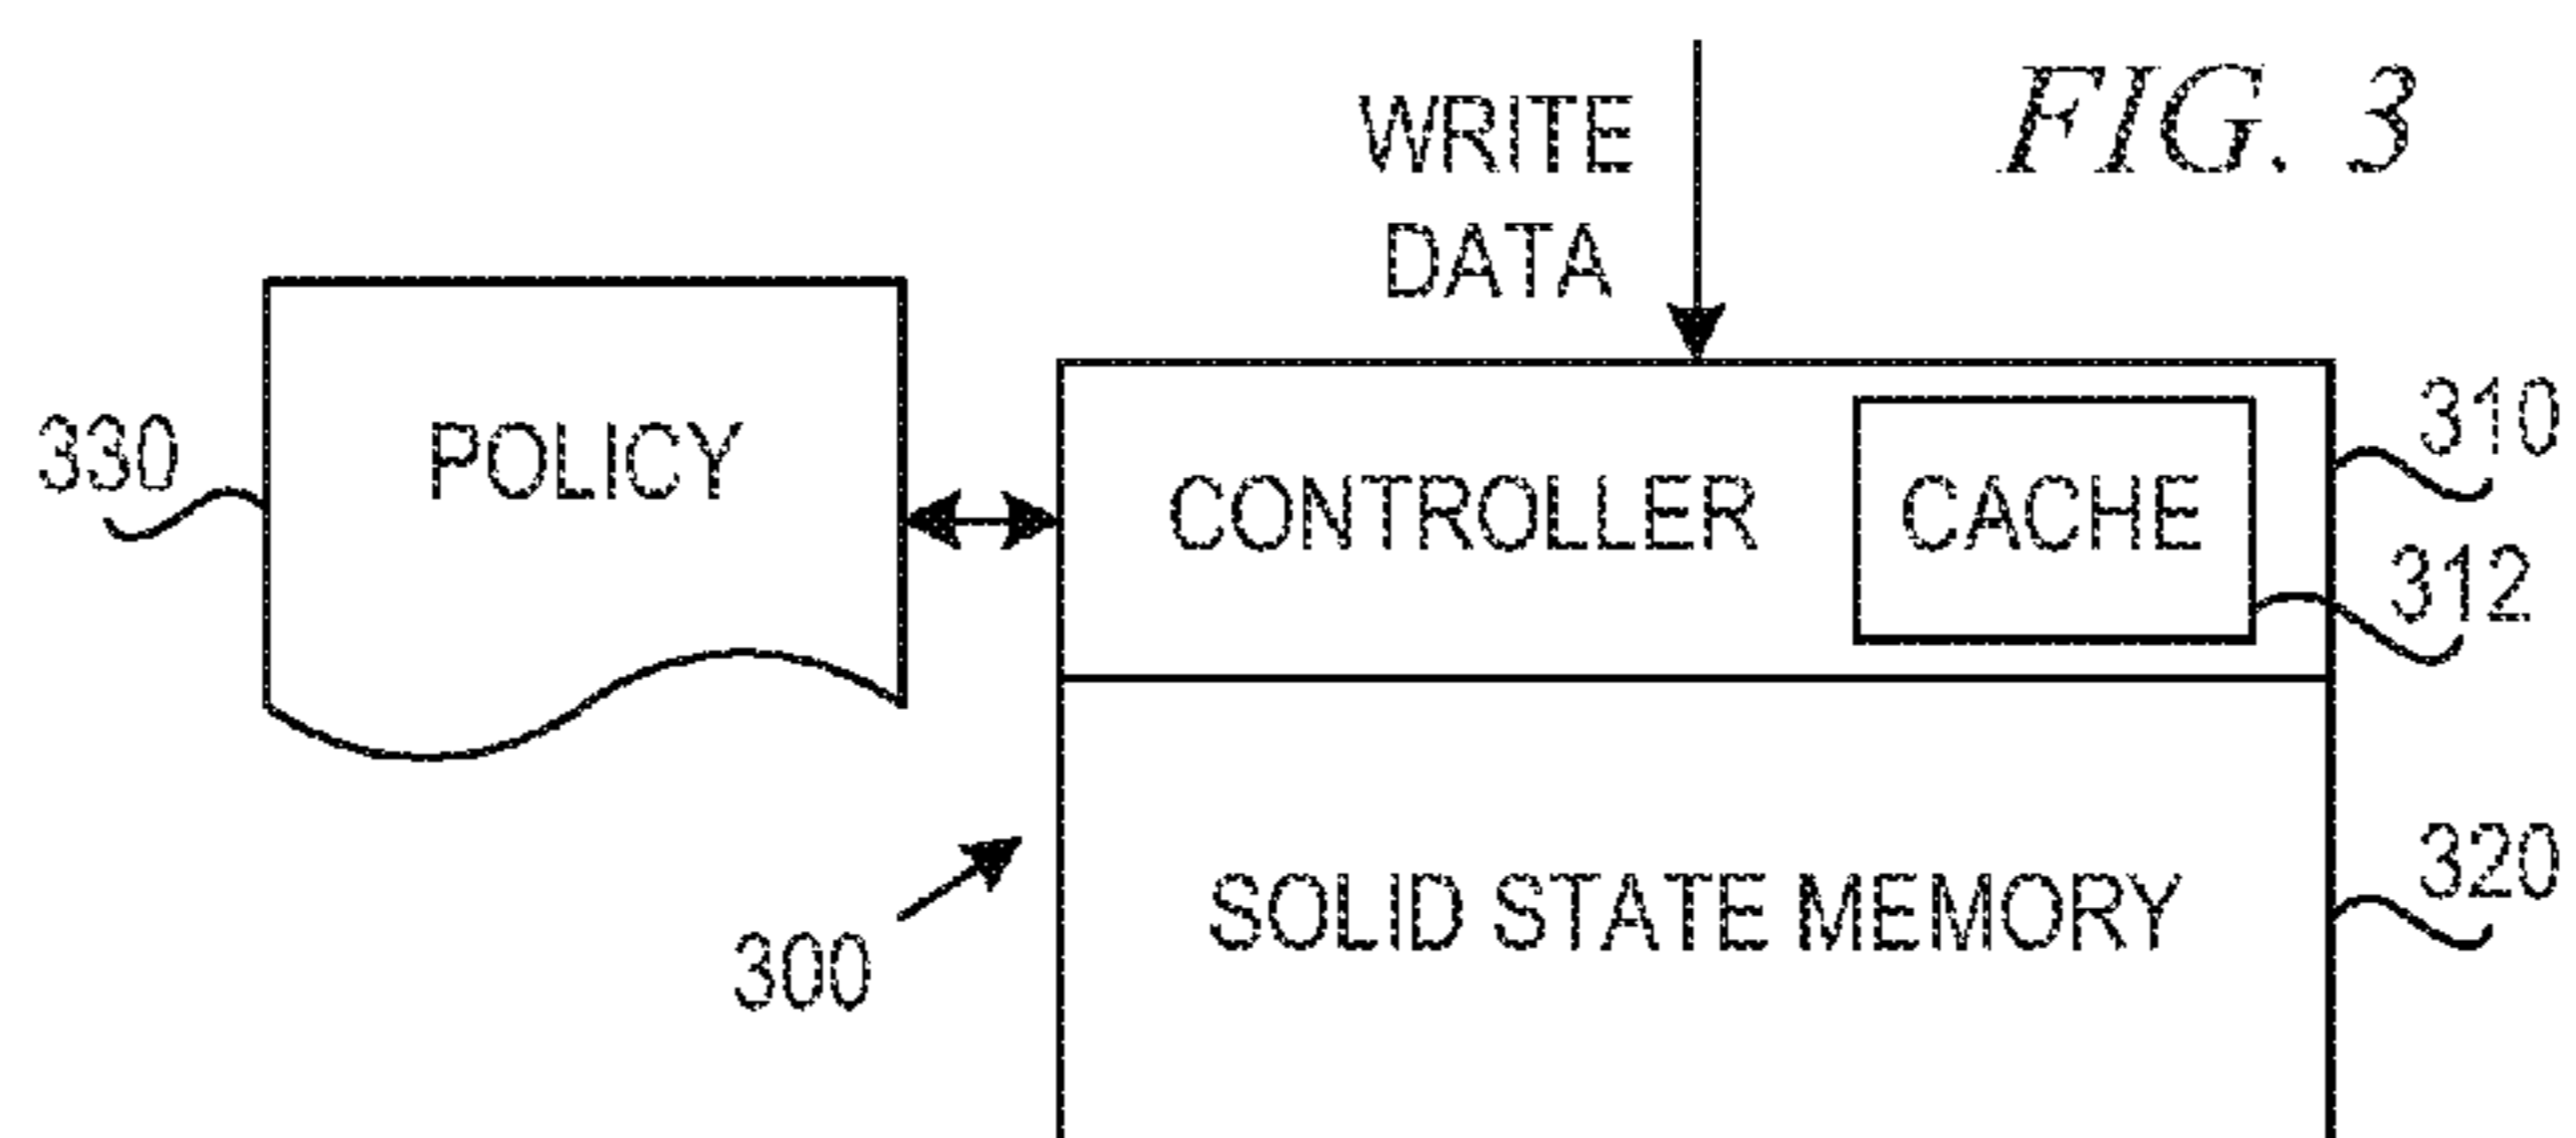 FIG. 3
WRITE
DATA
330
POLICY
CONTROLLER
CACHE
310
312
300
SOLID STATE MEMORY
320